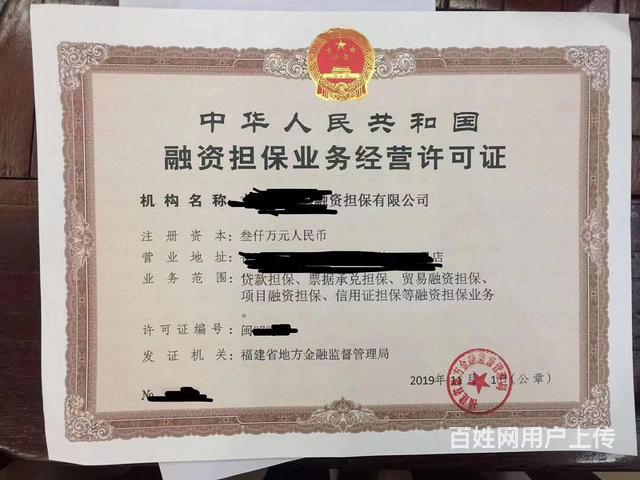 中华人民共和国
融资担保业务经营许可证
机构名称 融资担保有限公司
注册资本：叁仟万元人民币
营业地址： 店
业务范围：贷款担保、票据承兑担保、贸易融资担保、
项目融资担保、信用证担保等融资担保业务
。
许可证编号：闽
发证机关：福建省地方金融监督管理局
2019年11月1日(公章)
№
百姓网用户上传